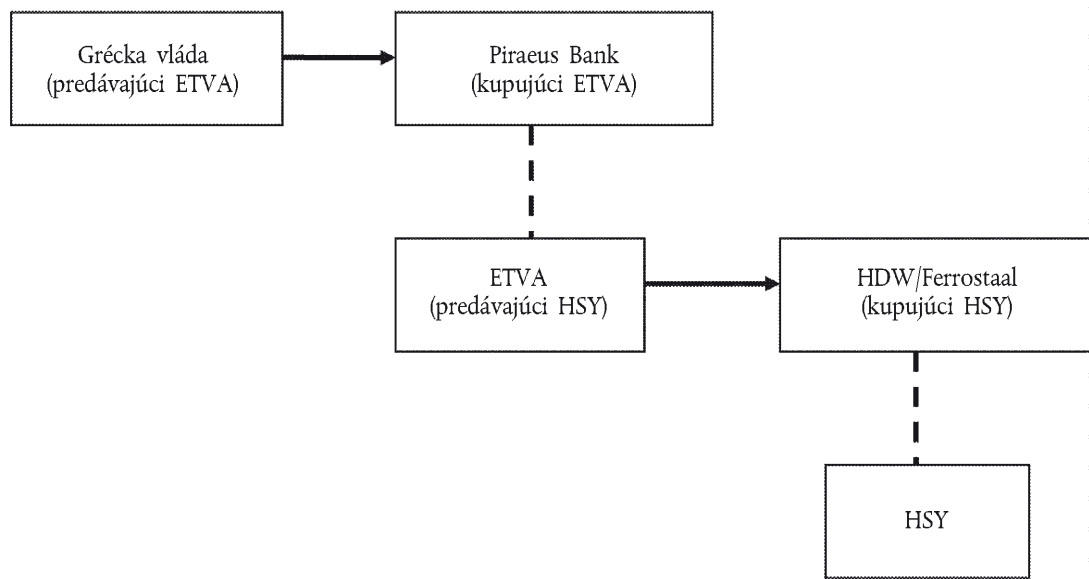 Grécka vláda
(predávajúci ETVA)
Piraeus Bank
(kupujúci ETVA)
ETVA
(predávajúci HSY)
HDW/Ferrostaal
(kupujúci HSY)
HSY